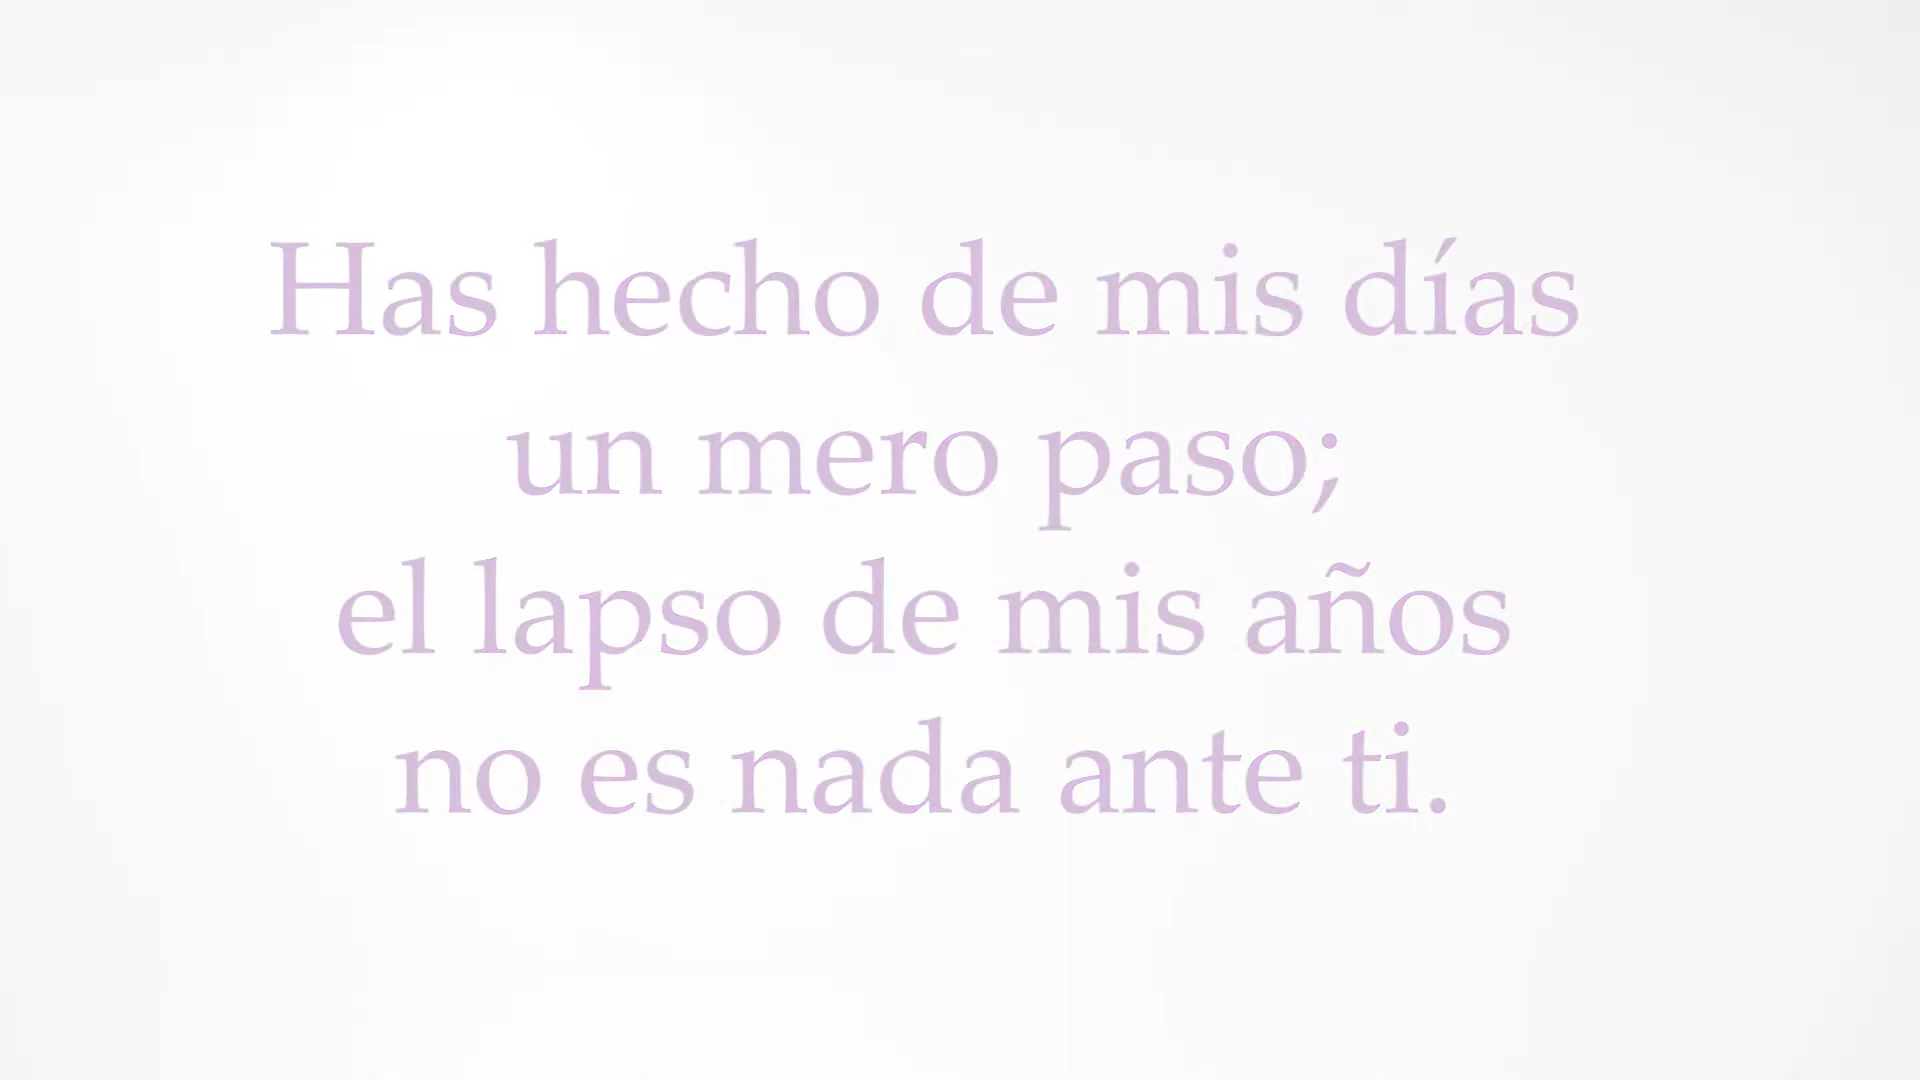 Has hecho de mis días
un mero paso;
el lapso de mis años
no es nada ante ti.